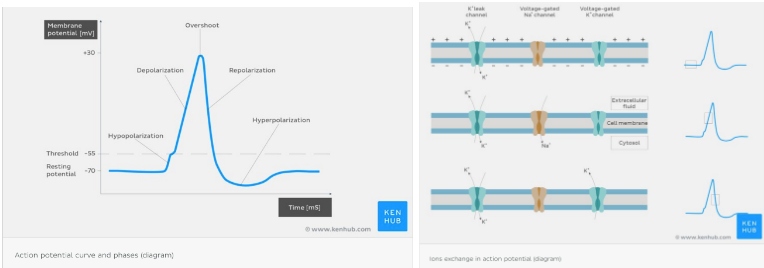 Membrane
potential [mV]
Overshoot
+30
Depolarization
Repolarization
Hyperpolarization
Hypopolarization
Threshold
-55
Resting
potential
-70
Time [mS]
KEN
HUB
© www.kenhub.com
Action potential curve and phases (diagram)
K⁺leak
channel
Voltage-gated
Na⁺channel
Voltage-gated
K⁺channel
K⁺
+ + + + + + + + +
- - - - - - - - -
K⁺
K⁺
Extracellular
fluid
Cell membrane
Cytosol
K⁺
Na⁺
K⁺
K⁺
K⁺
KEN
HUB
© www.kenhub.com
Ions exchange in action potential (diagram)